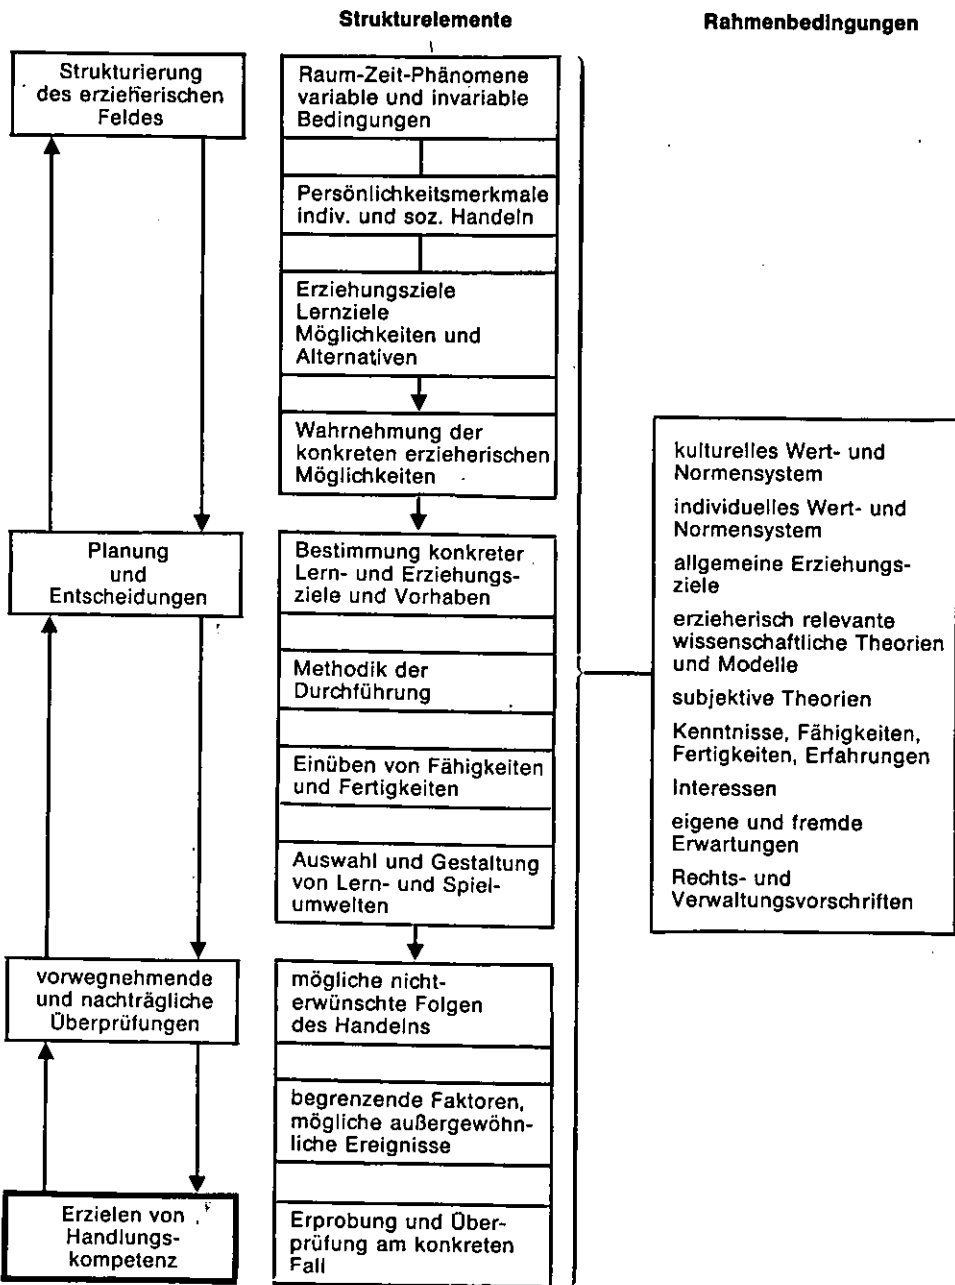 Strukturelemente
Rahmenbedingungen
Strukturierung
des erzieherischen
Feldes
Planung
und
Entscheidungen
vorwegnehmende
und nachträgliche
Überprüfungen
Erzielen von
Handlungs-
kompetenz
Raum-Zeit-Phänomene
variable und invariable
Bedingungen
Persönlichkeitsmerkmale
indiv. und soz. Handeln
Erziehungsziele
Lernziele
Möglichkeiten und
Alternativen
Wahrnehmung der
konkreten erzieherischen
Möglichkeiten
Bestimmung konkreter
Lern- und Erziehungs-
ziele und Vorhaben
Methodik der
Durchführung
Einüben von Fähigkeiten
und Fertigkeiten
Auswahl und Gestaltung
von Lern- und Spiel-
umwelten
mögliche nicht-
erwünschte Folgen
des Handelns
begrenzende Faktoren,
mögliche außergewöhn-
liche Ereignisse
Erprobung und Über-
prüfung am konkreten
Fall
kulturelles Wert- und
Normensystem
individuelles Wert- und
Normensystem
allgemeine Erziehungs-
ziele
erzieherisch relevante
wissenschaftliche Theorien
und Modelle
subjektive Theorien
Kenntnisse, Fähigkeiten,
Fertigkeiten, Erfahrungen
Interessen
eigene und fremde
Erwartungen
Rechts- und
Verwaltungsvorschriften